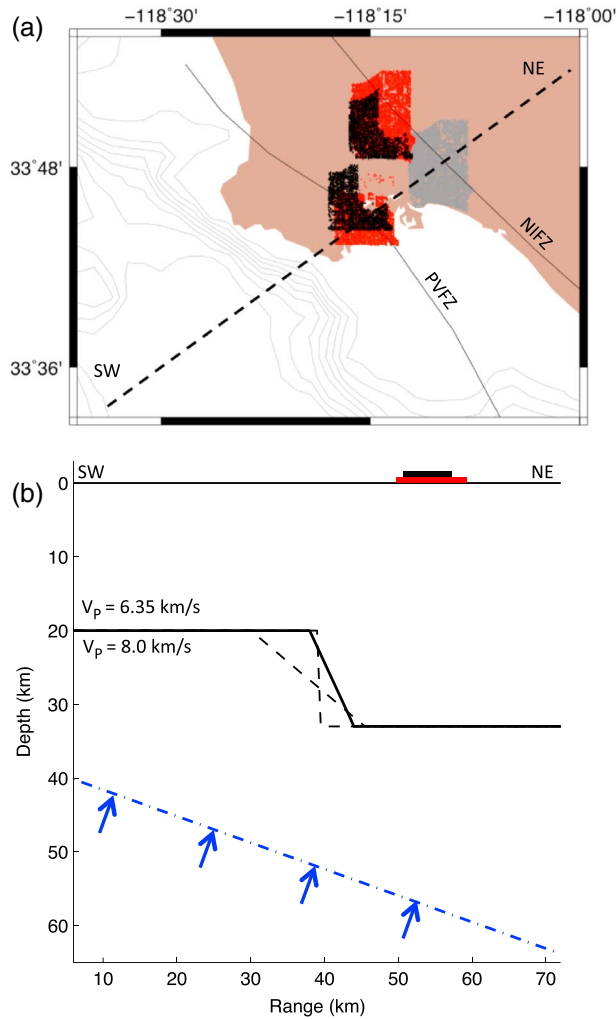 (a)
−118˚30'
−118˚15'
−118˚00'
NE
33˚48'
NIFZ
PVFZ
33˚36'
SW
(b)
SW
NE
0
10
V_P = 6.35 km/s
20
V_P = 8.0 km/s
30
40
50
60
Depth (km)
10 20 30 40 50 60 70
Range (km)